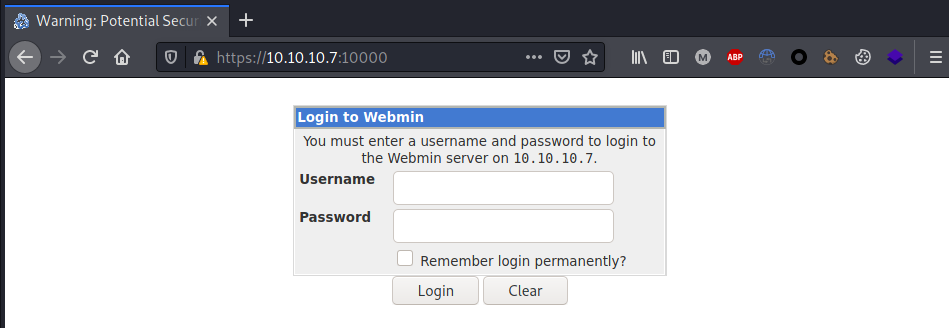 Warning: Potential Secur
https://10.10.10.7:10000
M
ABP
Login to Webmin
You must enter a username and password to login to
the Webmin server on 10.10.10.7.
Username
Password
Remember login permanently?
Login Clear